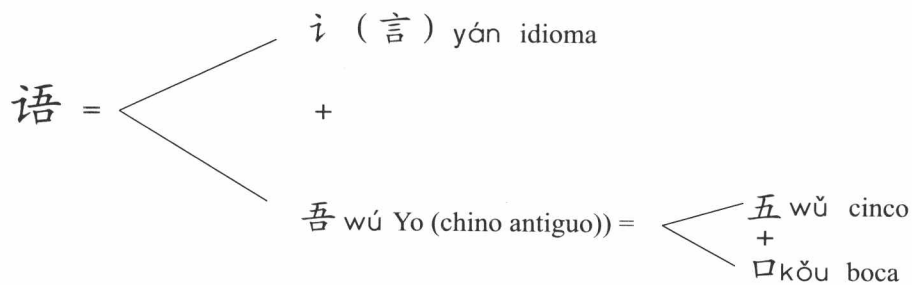 讠（言）yán idioma
语 =
+
吾 wú Yo (chino antiguo)) =
五 wǔ cinco
+
口 kǒu boca